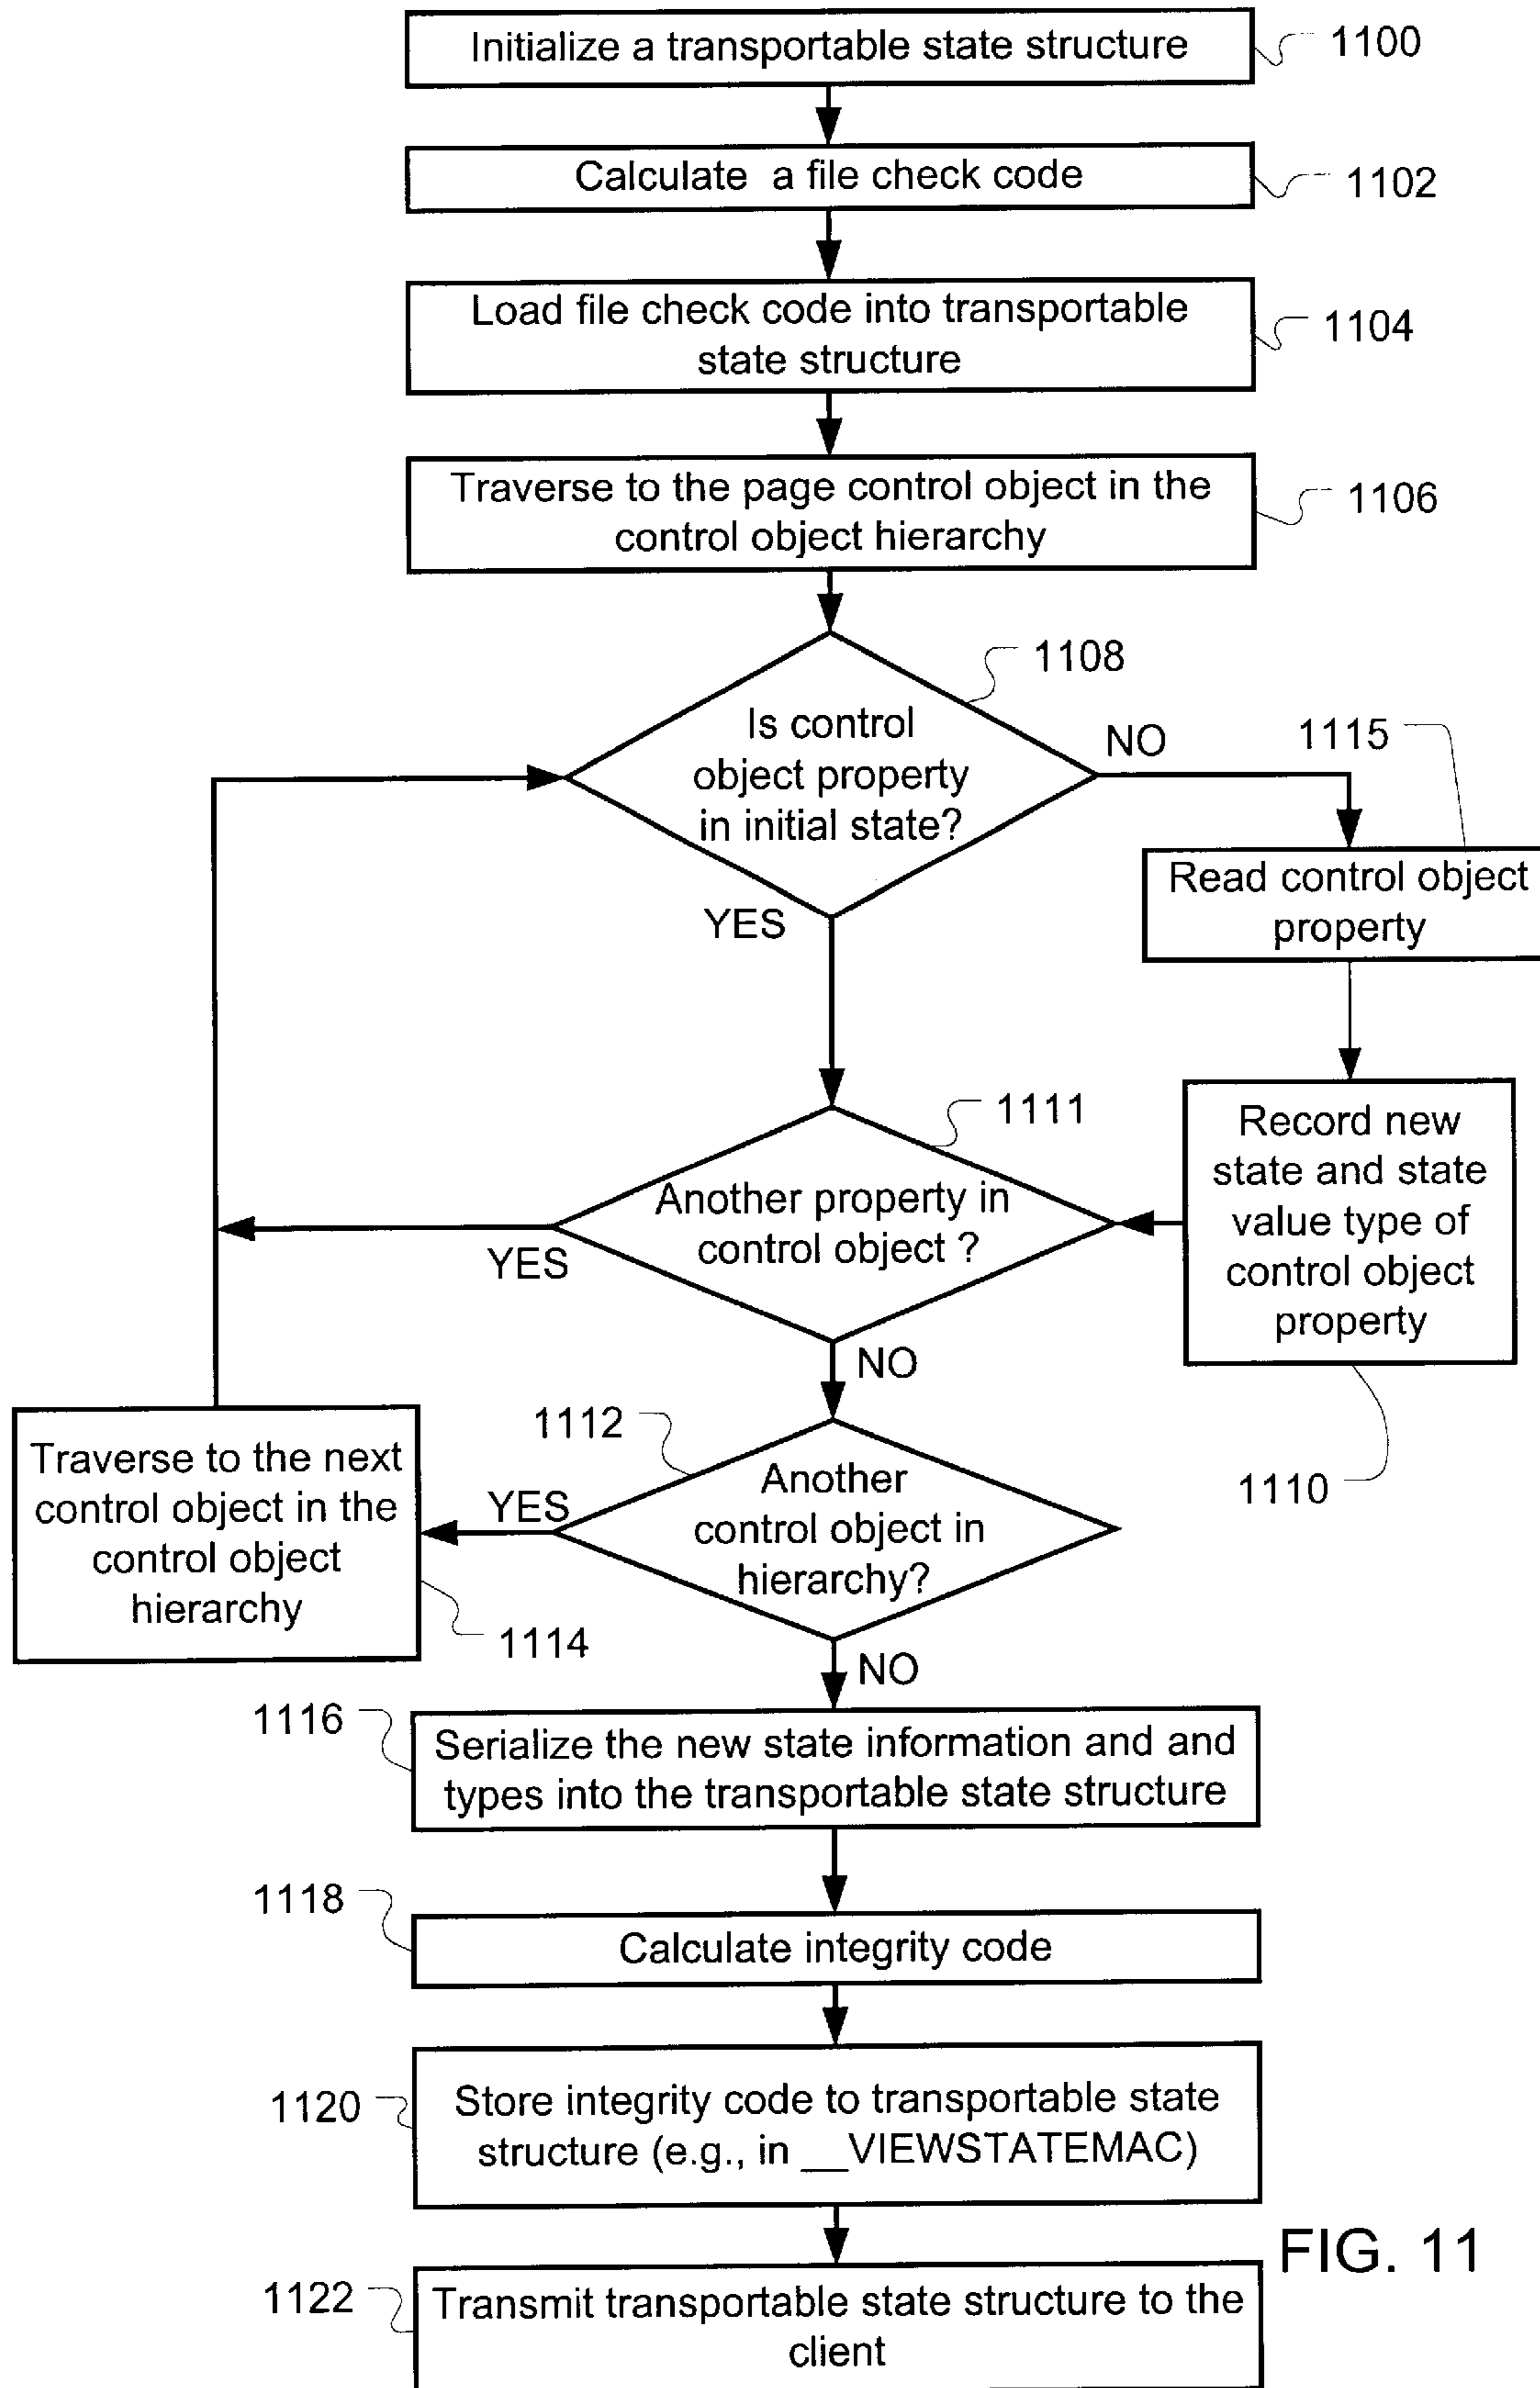 Initialize a transportable state structure
1100
Calculate a file check code
1102
Load file check code into transportable
state structure
1104
Traverse to the page control object in the
control object hierarchy
1106
1108
Is control
object property
in initial state?
NO
1115
YES
Read control object
property
1111
Another property in
control object ?
YES
NO
Record new
state and state
value type of
control object
property
1110
1112
Another
control object in
hierarchy?
YES
NO
Traverse to the next
control object in the
control object
hierarchy
1114
1116
Serialize the new state information and and
types into the transportable state structure
1118
Calculate integrity code
1120
Store integrity code to transportable state
structure (e.g., in __VIEWSTATEMAC)
FIG. 11
1122
Transmit transportable state structure to the
client